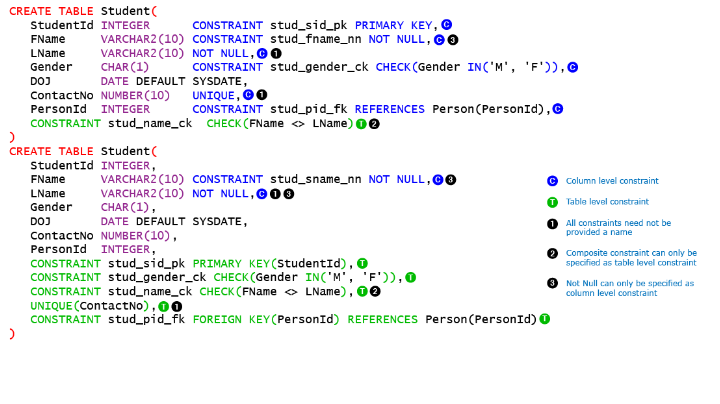 CREATE TABLE Student(
StudentId INTEGER CONSTRAINT stud_sid_pk PRIMARY KEY, C
FName VARCHAR2(10) CONSTRAINT stud_fname_nn NOT NULL, C 3
LName VARCHAR2(10) NOT NULL, C 1
Gender CHAR(1) CONSTRAINT stud_gender_ck CHECK(Gender IN('M', 'F')), C
DOJ DATE DEFAULT SYSDATE,
ContactNo NUMBER(10) UNIQUE, C 1
PersonId INTEGER CONSTRAINT stud_pid_fk REFERENCES Person(PersonId), C
CONSTRAINT stud_name_ck CHECK(FName <> LName) T 2
)
CREATE TABLE Student(
StudentId INTEGER,
FName VARCHAR2(10) CONSTRAINT stud_sname_nn NOT NULL, C 3
LName VARCHAR2(10) NOT NULL, C 1 3
Gender CHAR(1),
DOJ DATE DEFAULT SYSDATE,
ContactNo NUMBER(10),
PersonId INTEGER,
CONSTRAINT stud_sid_pk PRIMARY KEY(StudentId), T
CONSTRAINT stud_gender_ck CHECK(Gender IN('M', 'F')), T
CONSTRAINT stud_name_ck CHECK(FName <> LName), T 2
UNIQUE(ContactNo), T 1
CONSTRAINT stud_pid_fk FOREIGN KEY(PersonId) REFERENCES Person(PersonId) T
)
C Column level constraint
T Table level constraint
1 All constraints need not be
provided a name
2 Composite constraint can only be
specified as table level constraint
3 Not Null can only be specified as
column level constraint